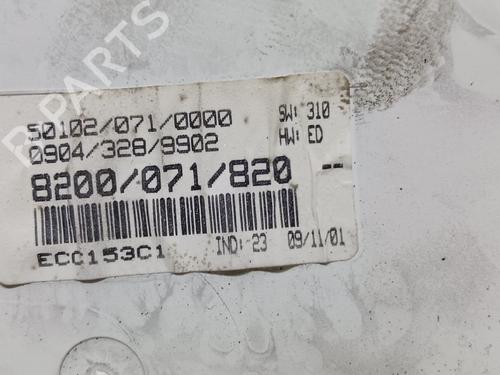 B-PARTS
50102/071/0000
SW: 310
0904/328/9902
HW: ED
8200/071/820 --
ECC153C1
IND: 23
09/11/01